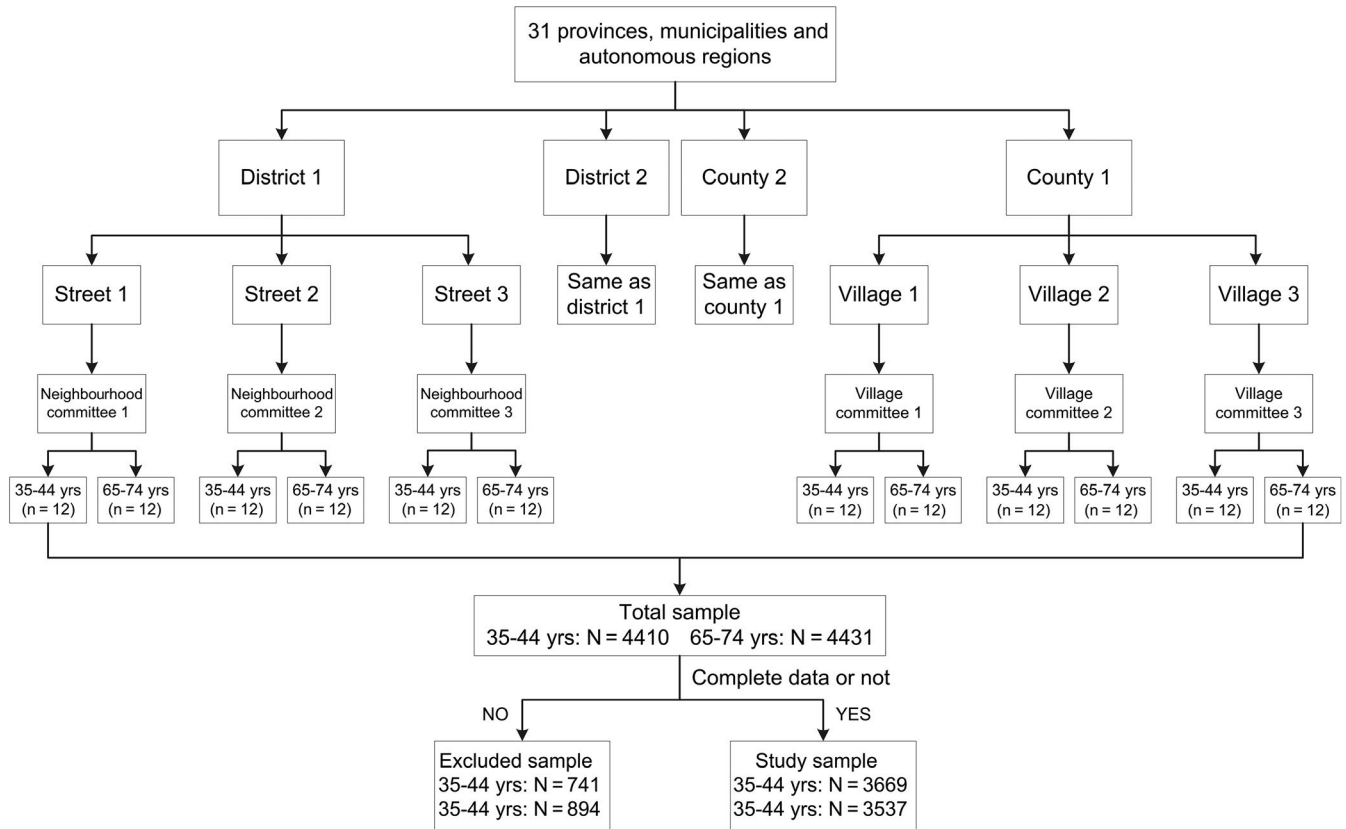 31 provinces, municipalities and
autonomous regions
District 1
District 2
County 2
County 1
Street 1
Street 2
Street 3
Same as
district 1
Same as
county 1
Village 1
Village 2
Village 3
Neighbourhood
committee 1
Neighbourhood
committee 2
Neighbourhood
committee 3
Village
committee 1
Village
committee 2
Village
committee 3
35-44 yrs
(n = 12)
65-74 yrs
(n = 12)
35-44 yrs
(n = 12)
65-74 yrs
(n = 12)
35-44 yrs
(n = 12)
65-74 yrs
(n = 12)
35-44 yrs
(n = 12)
65-74 yrs
(n = 12)
35-44 yrs
(n = 12)
65-74 yrs
(n = 12)
35-44 yrs
(n = 12)
65-74 yrs
(n = 12)
Total sample
35-44 yrs: N = 4410 65-74 yrs: N = 4431
Complete data or not
NO
YES
Excluded sample
35-44 yrs: N = 741
35-44 yrs: N = 894
Study sample
35-44 yrs: N = 3669
35-44 yrs: N = 3537